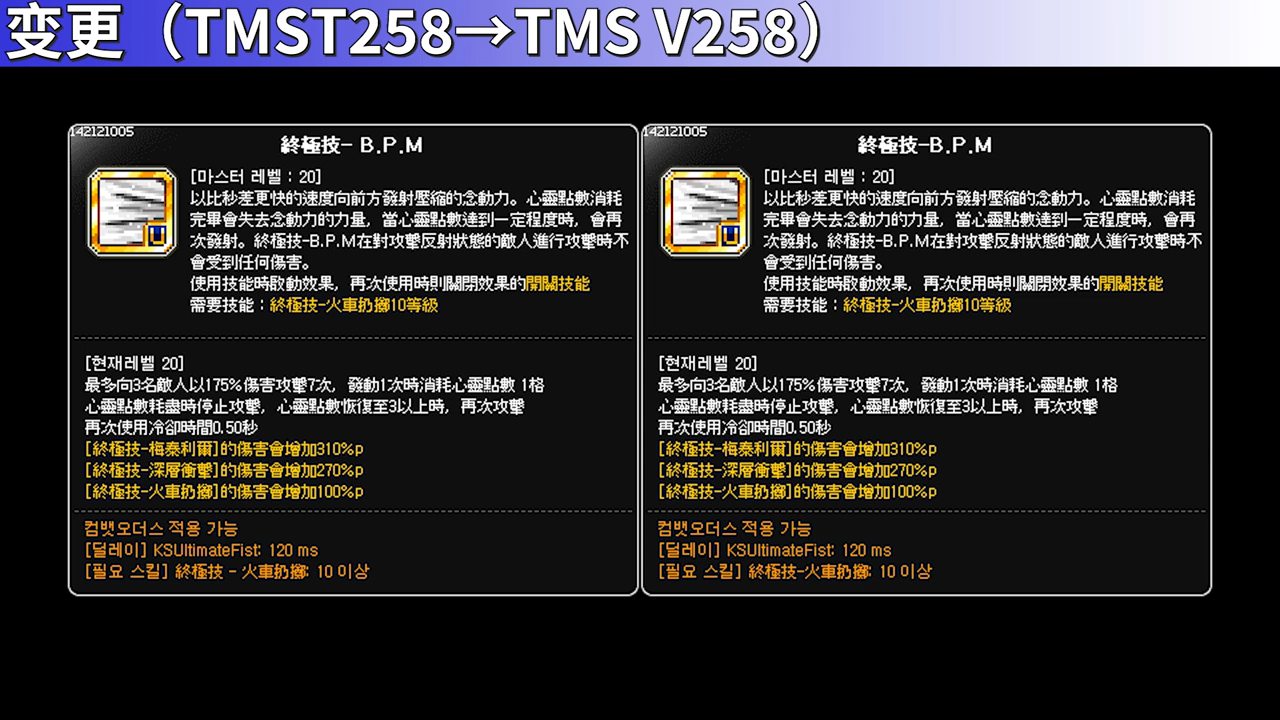 变更（TMST258→TMS V258）
142121005
終極技- B.P.M
[마스터 레벨 : 20]
以比秒差更快的速度向前方發射壓縮的念動力。心靈點數消耗
完畢會失去念動力的力量，當心靈點數達到一定程度時，會再
次發射。終極技-B.P.M在對攻擊反射狀態的敵人進行攻擊時不
會受到任何傷害。
使用技能時啟動效果，再次使用時則關閉效果的開關技能
需要技能：終極技-火車扔擲10等級
[현재레벨 20]
最多向3名敵人以175%傷害攻擊7次，發動1次時消耗心靈點數 1格
心靈點數耗盡時停止攻擊，心靈點數恢復至3以上時，再次攻擊
再次使用冷卻時間0.50秒
[終極技-梅泰利爾]的傷害會增加310%p
[終極技-深層衝擊]的傷害會增加270%p
[終極技-火車扔擲]的傷害會增加100%p
컴뱃오더스 적용 가능
[딜레이] KSUltimateFist: 120 ms
[필요 스킬] 終極技 - 火車扔擲: 10 이상
142121005
終極技-B.P.M
[마스터 레벨 : 20]
以比秒差更快的速度向前方發射壓縮的念動力。心靈點數消耗
完畢會失去念動力的力量，當心靈點數達到一定程度時，會再
次發射。終極技-B.P.M在對攻擊反射狀態的敵人進行攻擊時不
會受到任何傷害。
使用技能時啟動效果，再次使用時則關閉效果的開關技能
需要技能：終極技-火車扔擲10等級
[현재레벨 20]
最多向3名敵人以175%傷害攻擊7次，發動1次時消耗心靈點數 1格
心靈點數耗盡時停止攻擊，心靈點數恢復至3以上時，再次攻擊
再次使用冷卻時間0.50秒
[終極技-梅泰利爾]的傷害會增加310%p
[終極技-深層衝擊]的傷害會增加270%p
[終極技-火車扔擲]的傷害會增加100%p
컴뱃오더스 적용 가능
[딜레이] KSUltimateFist: 120 ms
[필요 스킬] 終極技-火車扔擲: 10 이상